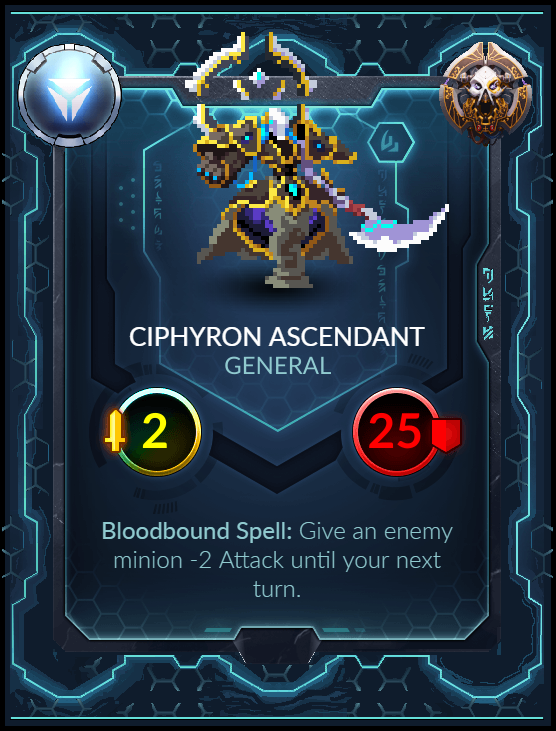 CIPHYRON ASCENDANT
GENERAL
2
25
Bloodbound Spell: Give an enemy
minion -2 Attack until your next
turn.